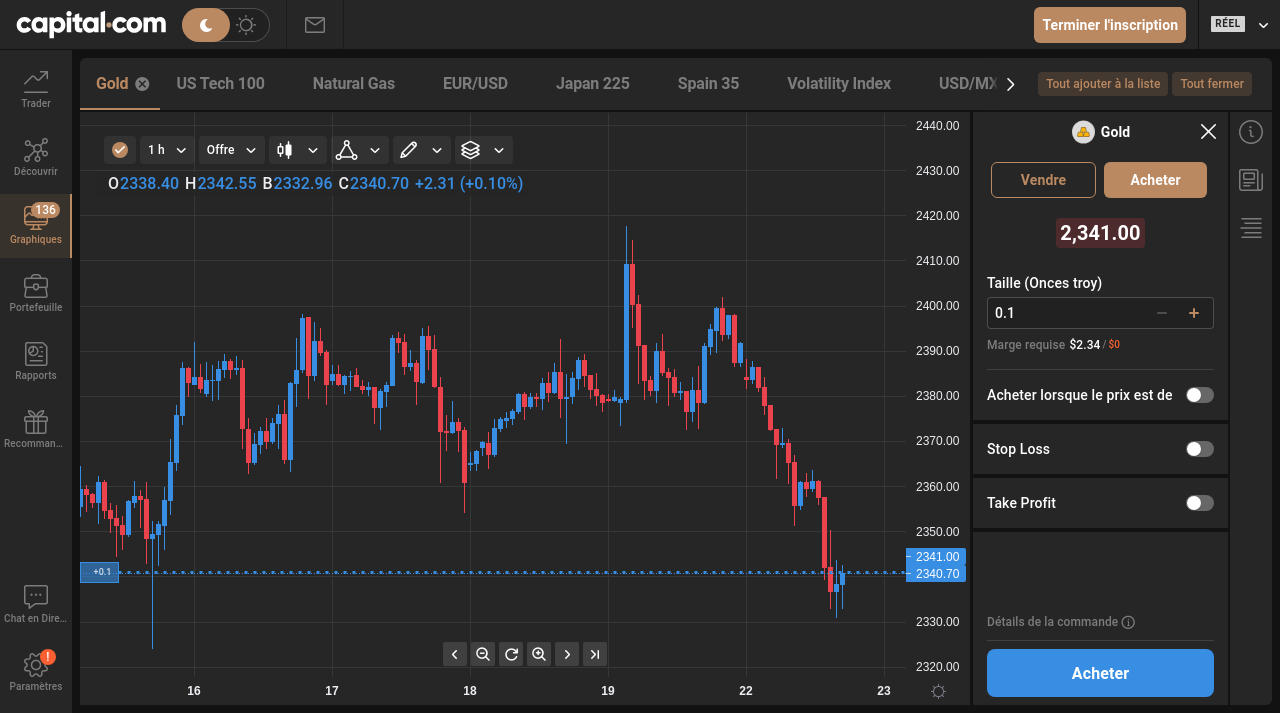 capital.com
Terminer l'inscription
RÉEL
Trader
Découvrir
136
Graphiques
Portefeuille
Rapports
Recomman...
Chat en Dire...
!
Paramètres
Gold US Tech 100 Natural Gas EUR/USD Japan 225 Spain 35 Volatility Index USD/MX
Tout ajouter à la liste Tout fermer
1 h Offre
O2338.40 H2342.55 B2332.96 C2340.70 +2.31 (+0.10%)
2440.00
2430.00
2420.00
2410.00
2400.00
2390.00
2380.00
2370.00
2360.00
2350.00
2341.00
2340.70
2330.00
2320.00
+0.1
16 17 18 19 22 23
Gold
Vendre Acheter
2,341.00
Taille (Onces troy)
0.1
Marge requise $2.34 / $0
Acheter lorsque le prix est de
Stop Loss
Take Profit
Détails de la commande
Acheter